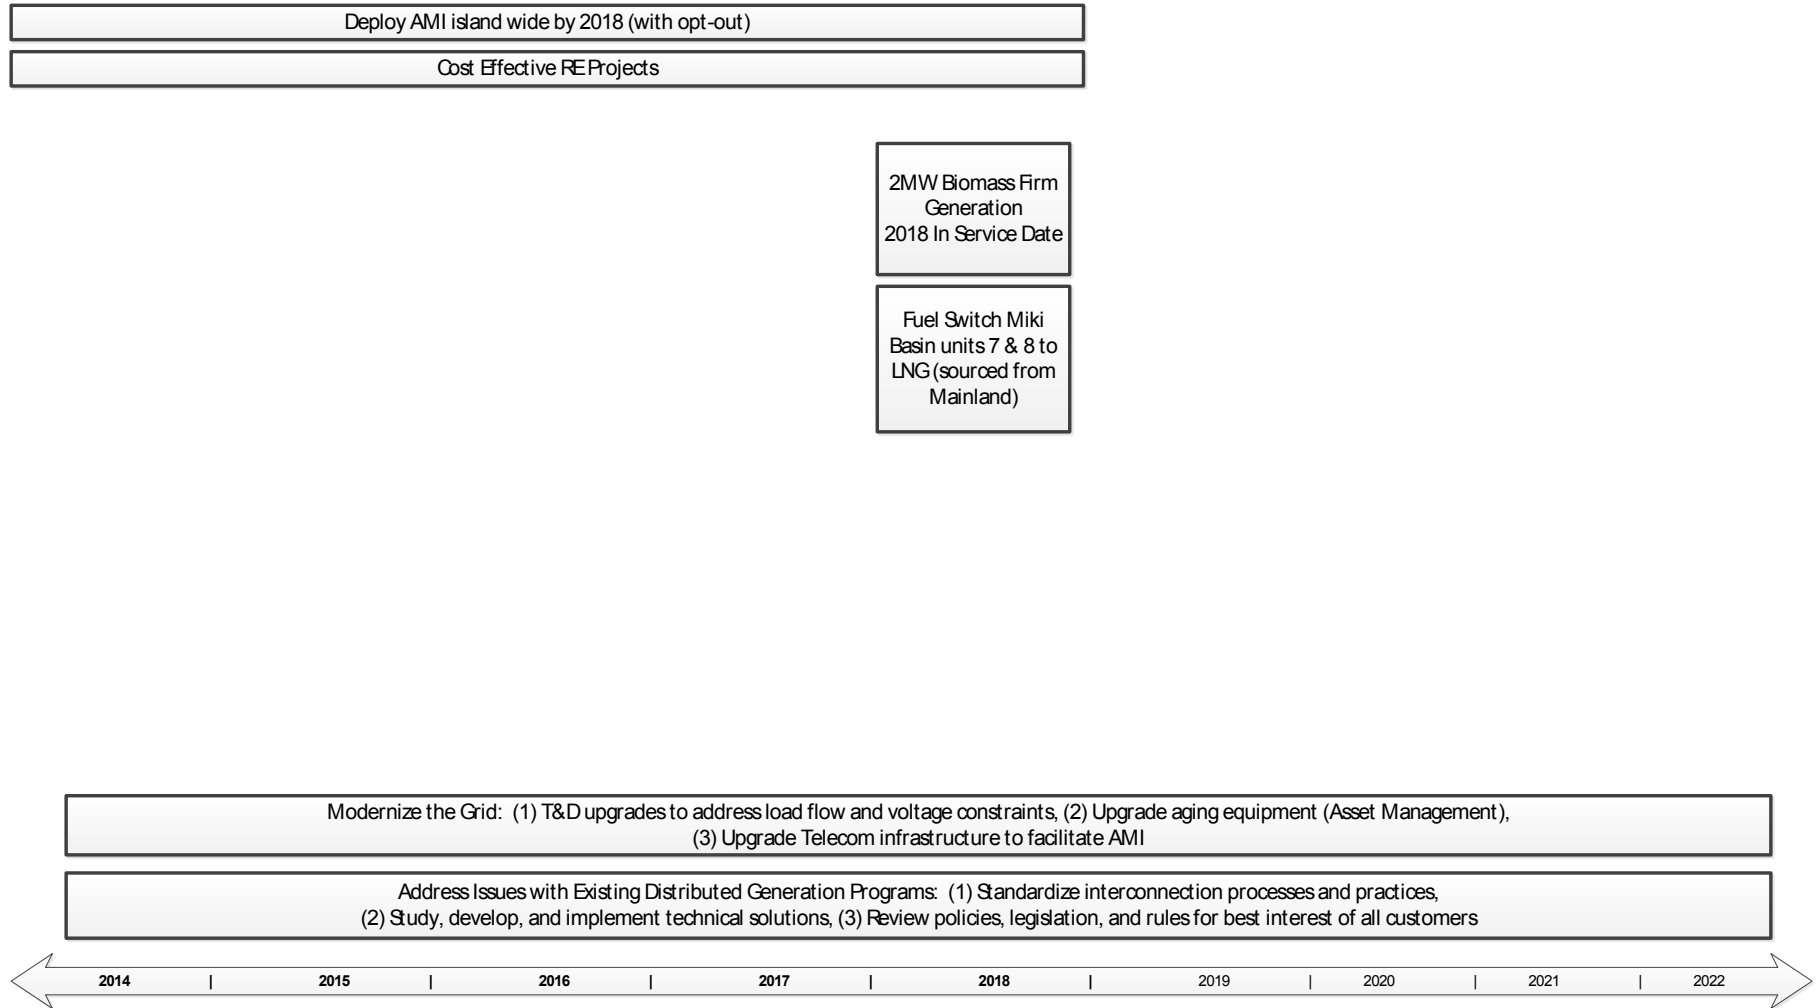 Deploy AMI island wide by 2018 (with opt-out)
Cost Effective RE Projects
2MW Biomass Firm
Generation
2018 In Service Date
Fuel Switch Miki
Basin units 7 & 8 to
LNG (sourced from
Mainland)
Modernize the Grid: (1) T&D upgrades to address load flow and voltage constraints, (2) Upgrade aging equipment (Asset Management),
(3) Upgrade Telecom infrastructure to facilitate AMI
Address Issues with Existing Distributed Generation Programs: (1) Standardize interconnection processes and practices,
(2) Study, develop, and implement technical solutions, (3) Review policies, legislation, and rules for best interest of all customers
2014 | 2015 | 2016 | 2017 | 2018 | 2019 | 2020 | 2021 | 2022